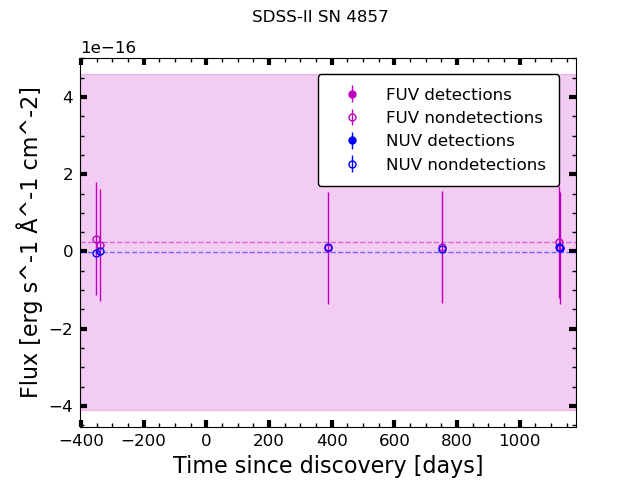 SDSS-II SN 4857
1e−16
FUV detections
FUV nondetections
NUV detections
NUV nondetections
4
2
0
−2
−4
Flux [erg s^-1 Å^-1 cm^-2]
−400 −200 0 200 400 600 800 1000
Time since discovery [days]